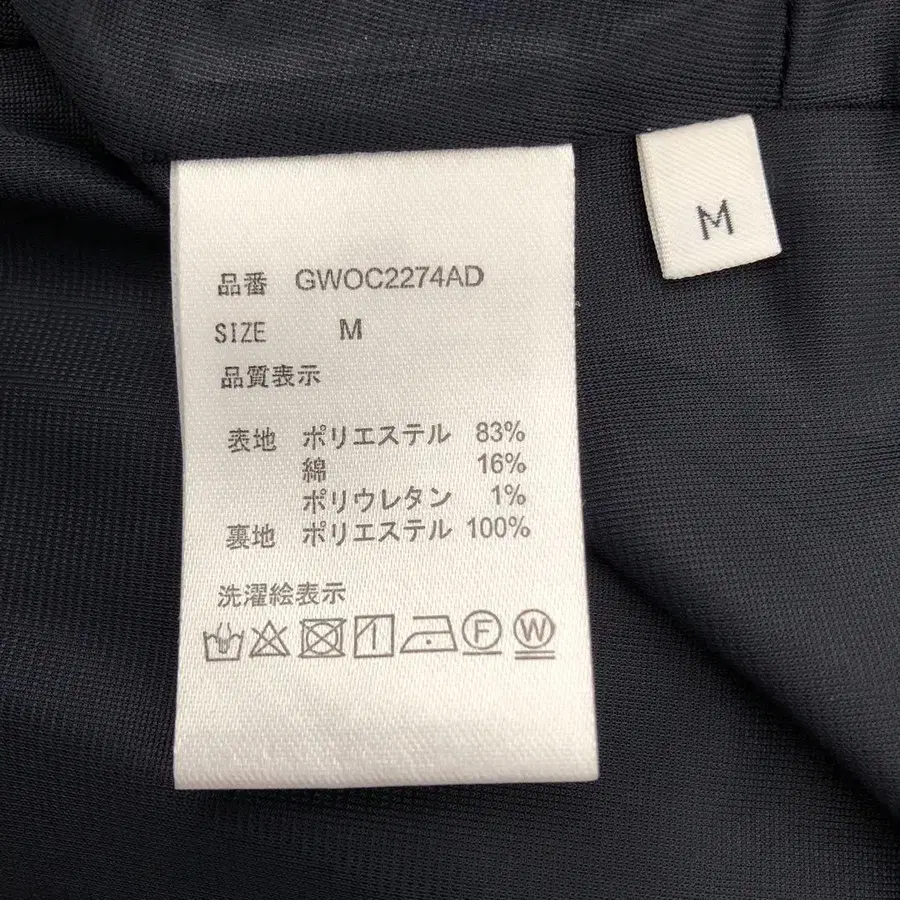 M
品番 GWOC2274AD
SIZE M
品質表示
表地 ポリエステル 83%
綿 16%
ポリウレタン 1%
裏地 ポリエステル 100%
洗濯絵表示
F W